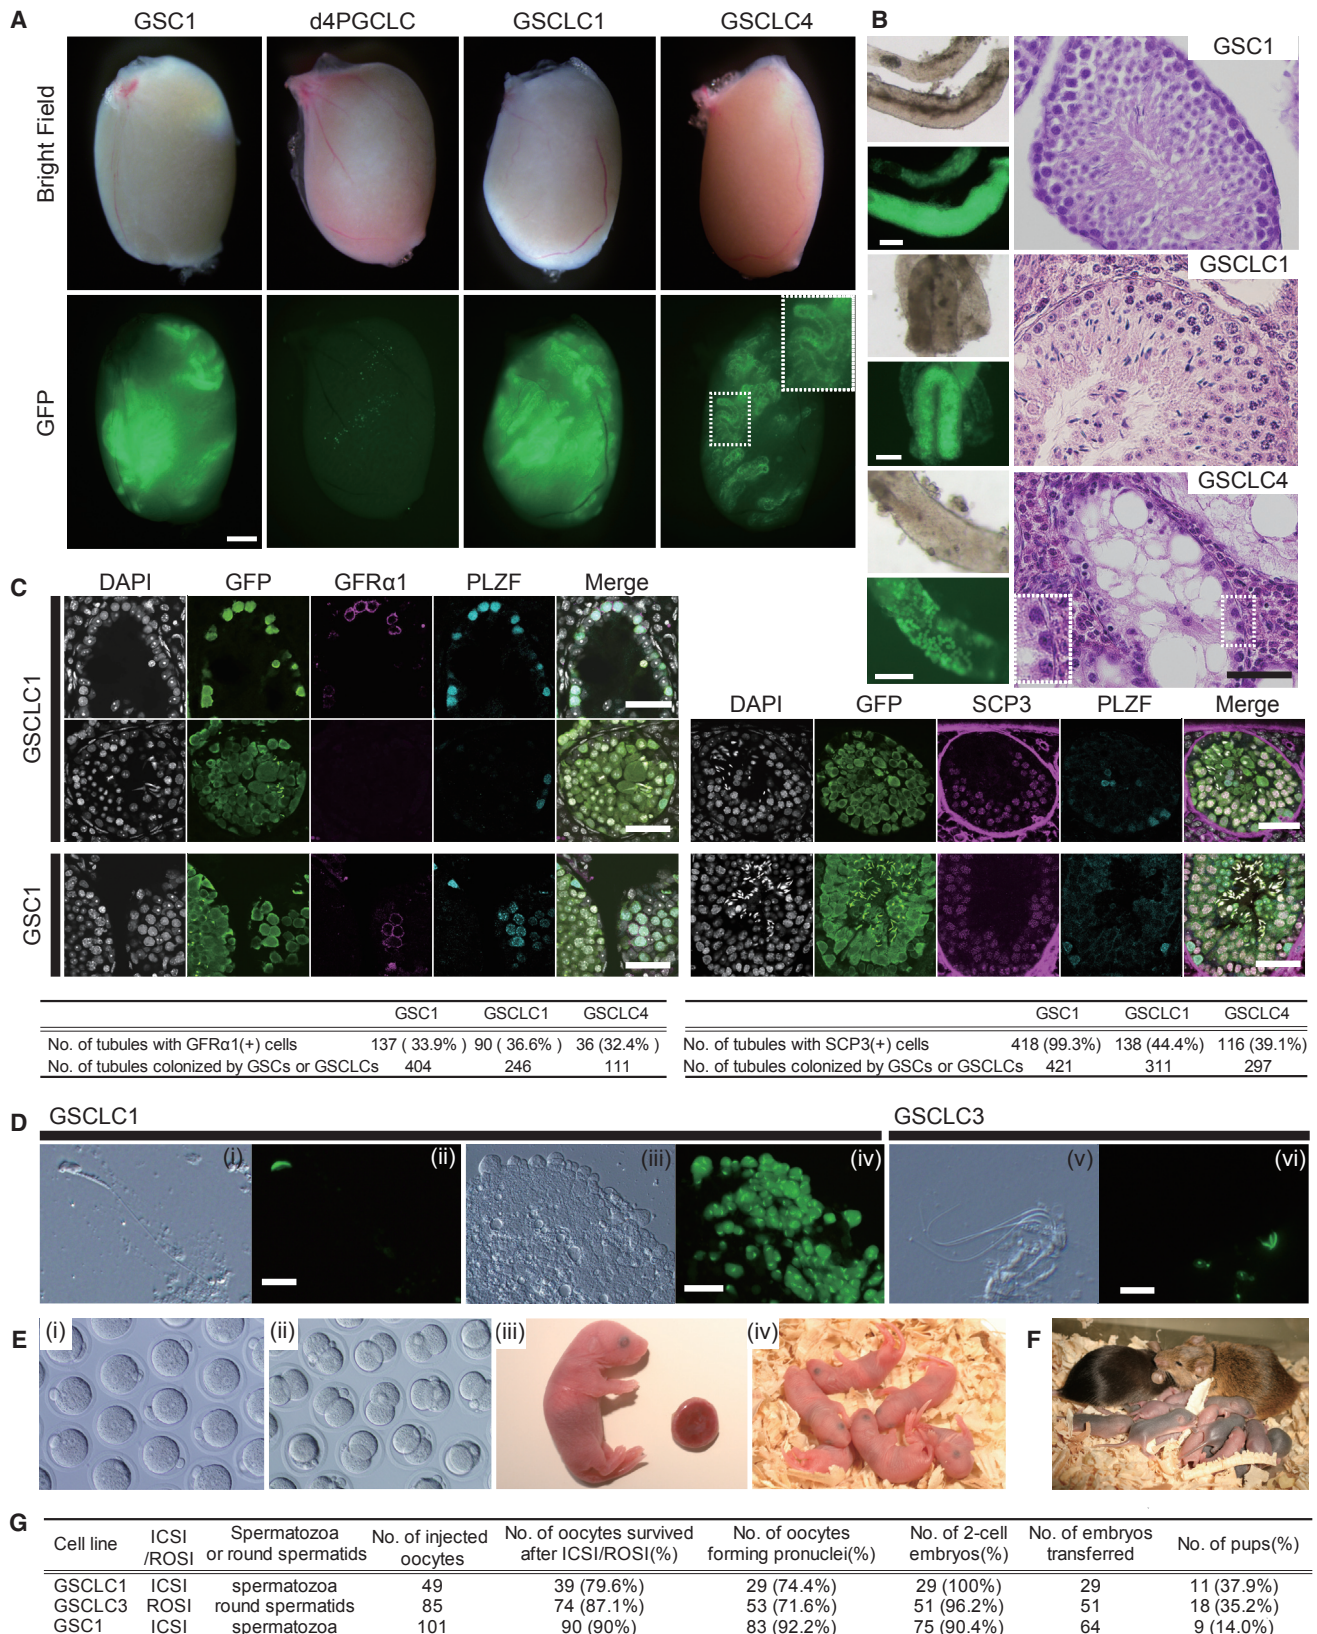 A
GSC1 d4PGCLC GSCLC1 GSCLC4
Bright Field
GFP
B
GSC1
GSCLC1
GSCLC4
C
DAPI GFP GFRα1 PLZF Merge
GSCLC1
GSC1
DAPI GFP SCP3 PLZF Merge
GSC1 GSCLC1 GSCLC4
No. of tubules with GFRα1(+) cells 137 ( 33.9% ) 90 ( 36.6% ) 36 (32.4% )
No. of tubules colonized by GSCs or GSCLCs 404 246 111
GSC1 GSCLC1 GSCLC4
No. of tubules with SCP3(+) cells 418 (99.3%) 138 (44.4%) 116 (39.1%)
No. of tubules colonized by GSCs or GSCLCs 421 311 297
D
GSCLC1 GSCLC3
(i) (ii) (iii) (iv) (v) (vi)
E
(i) (ii) (iii) (iv)
F
G
Cell line ICSI /ROSI Spermatozoa or round spermatids No. of injected oocytes No. of oocytes survived after ICSI/ROSI(%) No. of oocytes forming pronuclei(%) No. of 2-cell embryos(%) No. of embryos transferred No. of pups(%)
GSCLC1 ICSI spermatozoa 49 39 (79.6%) 29 (74.4%) 29 (100%) 29 11 (37.9%)
GSCLC3 ROSI round spermatids 85 74 (87.1%) 53 (71.6%) 51 (96.2%) 51 18 (35.2%)
GSC1 ICSI spermatozoa 101 90 (90%) 83 (92.2%) 75 (90.4%) 64 9 (14.0%)